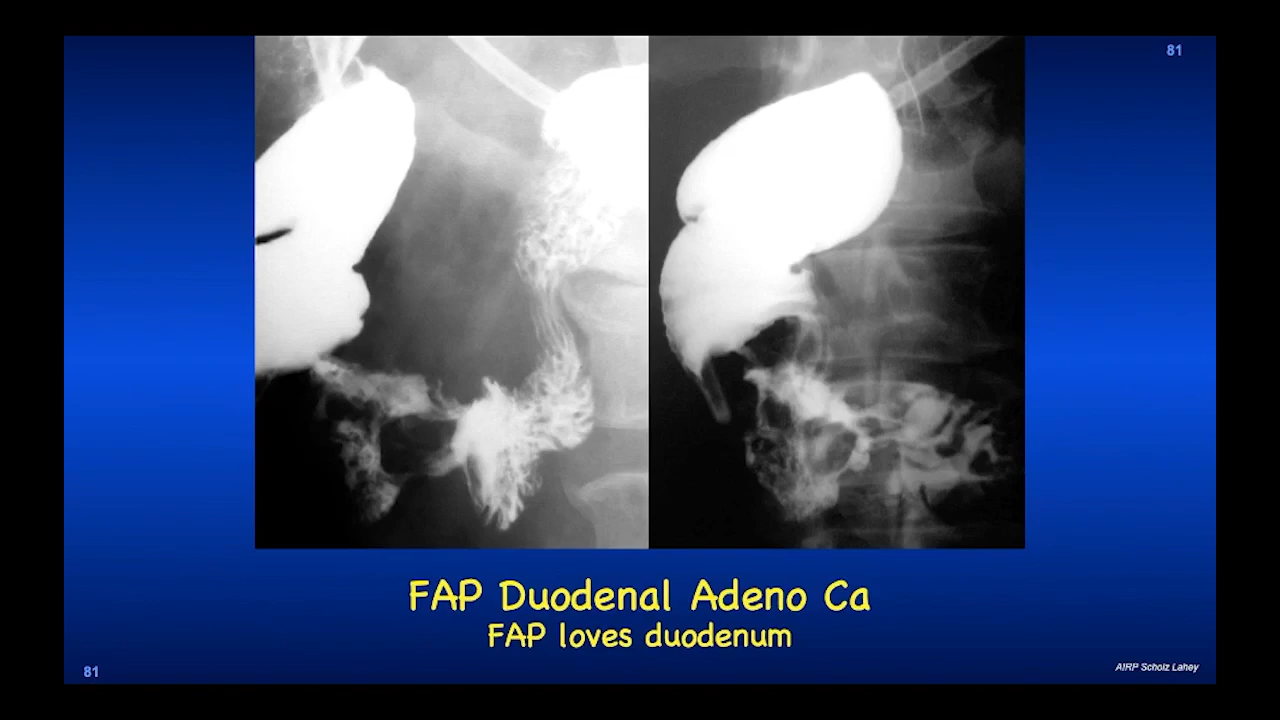 81
FAP Duodenal Adeno Ca
FAP loves duodenum
81
AIRP Scholz Lahey